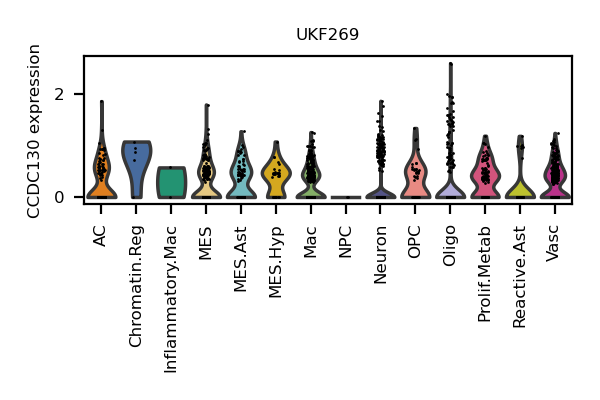 UKF269
CCDC130 expression
2
0
AC
Chromatin.Reg
Inflammatory.Mac
MES
MES.Ast
MES.Hyp
Mac
NPC
Neuron
OPC
Oligo
Prolif.Metab
Reactive.Ast
Vasc